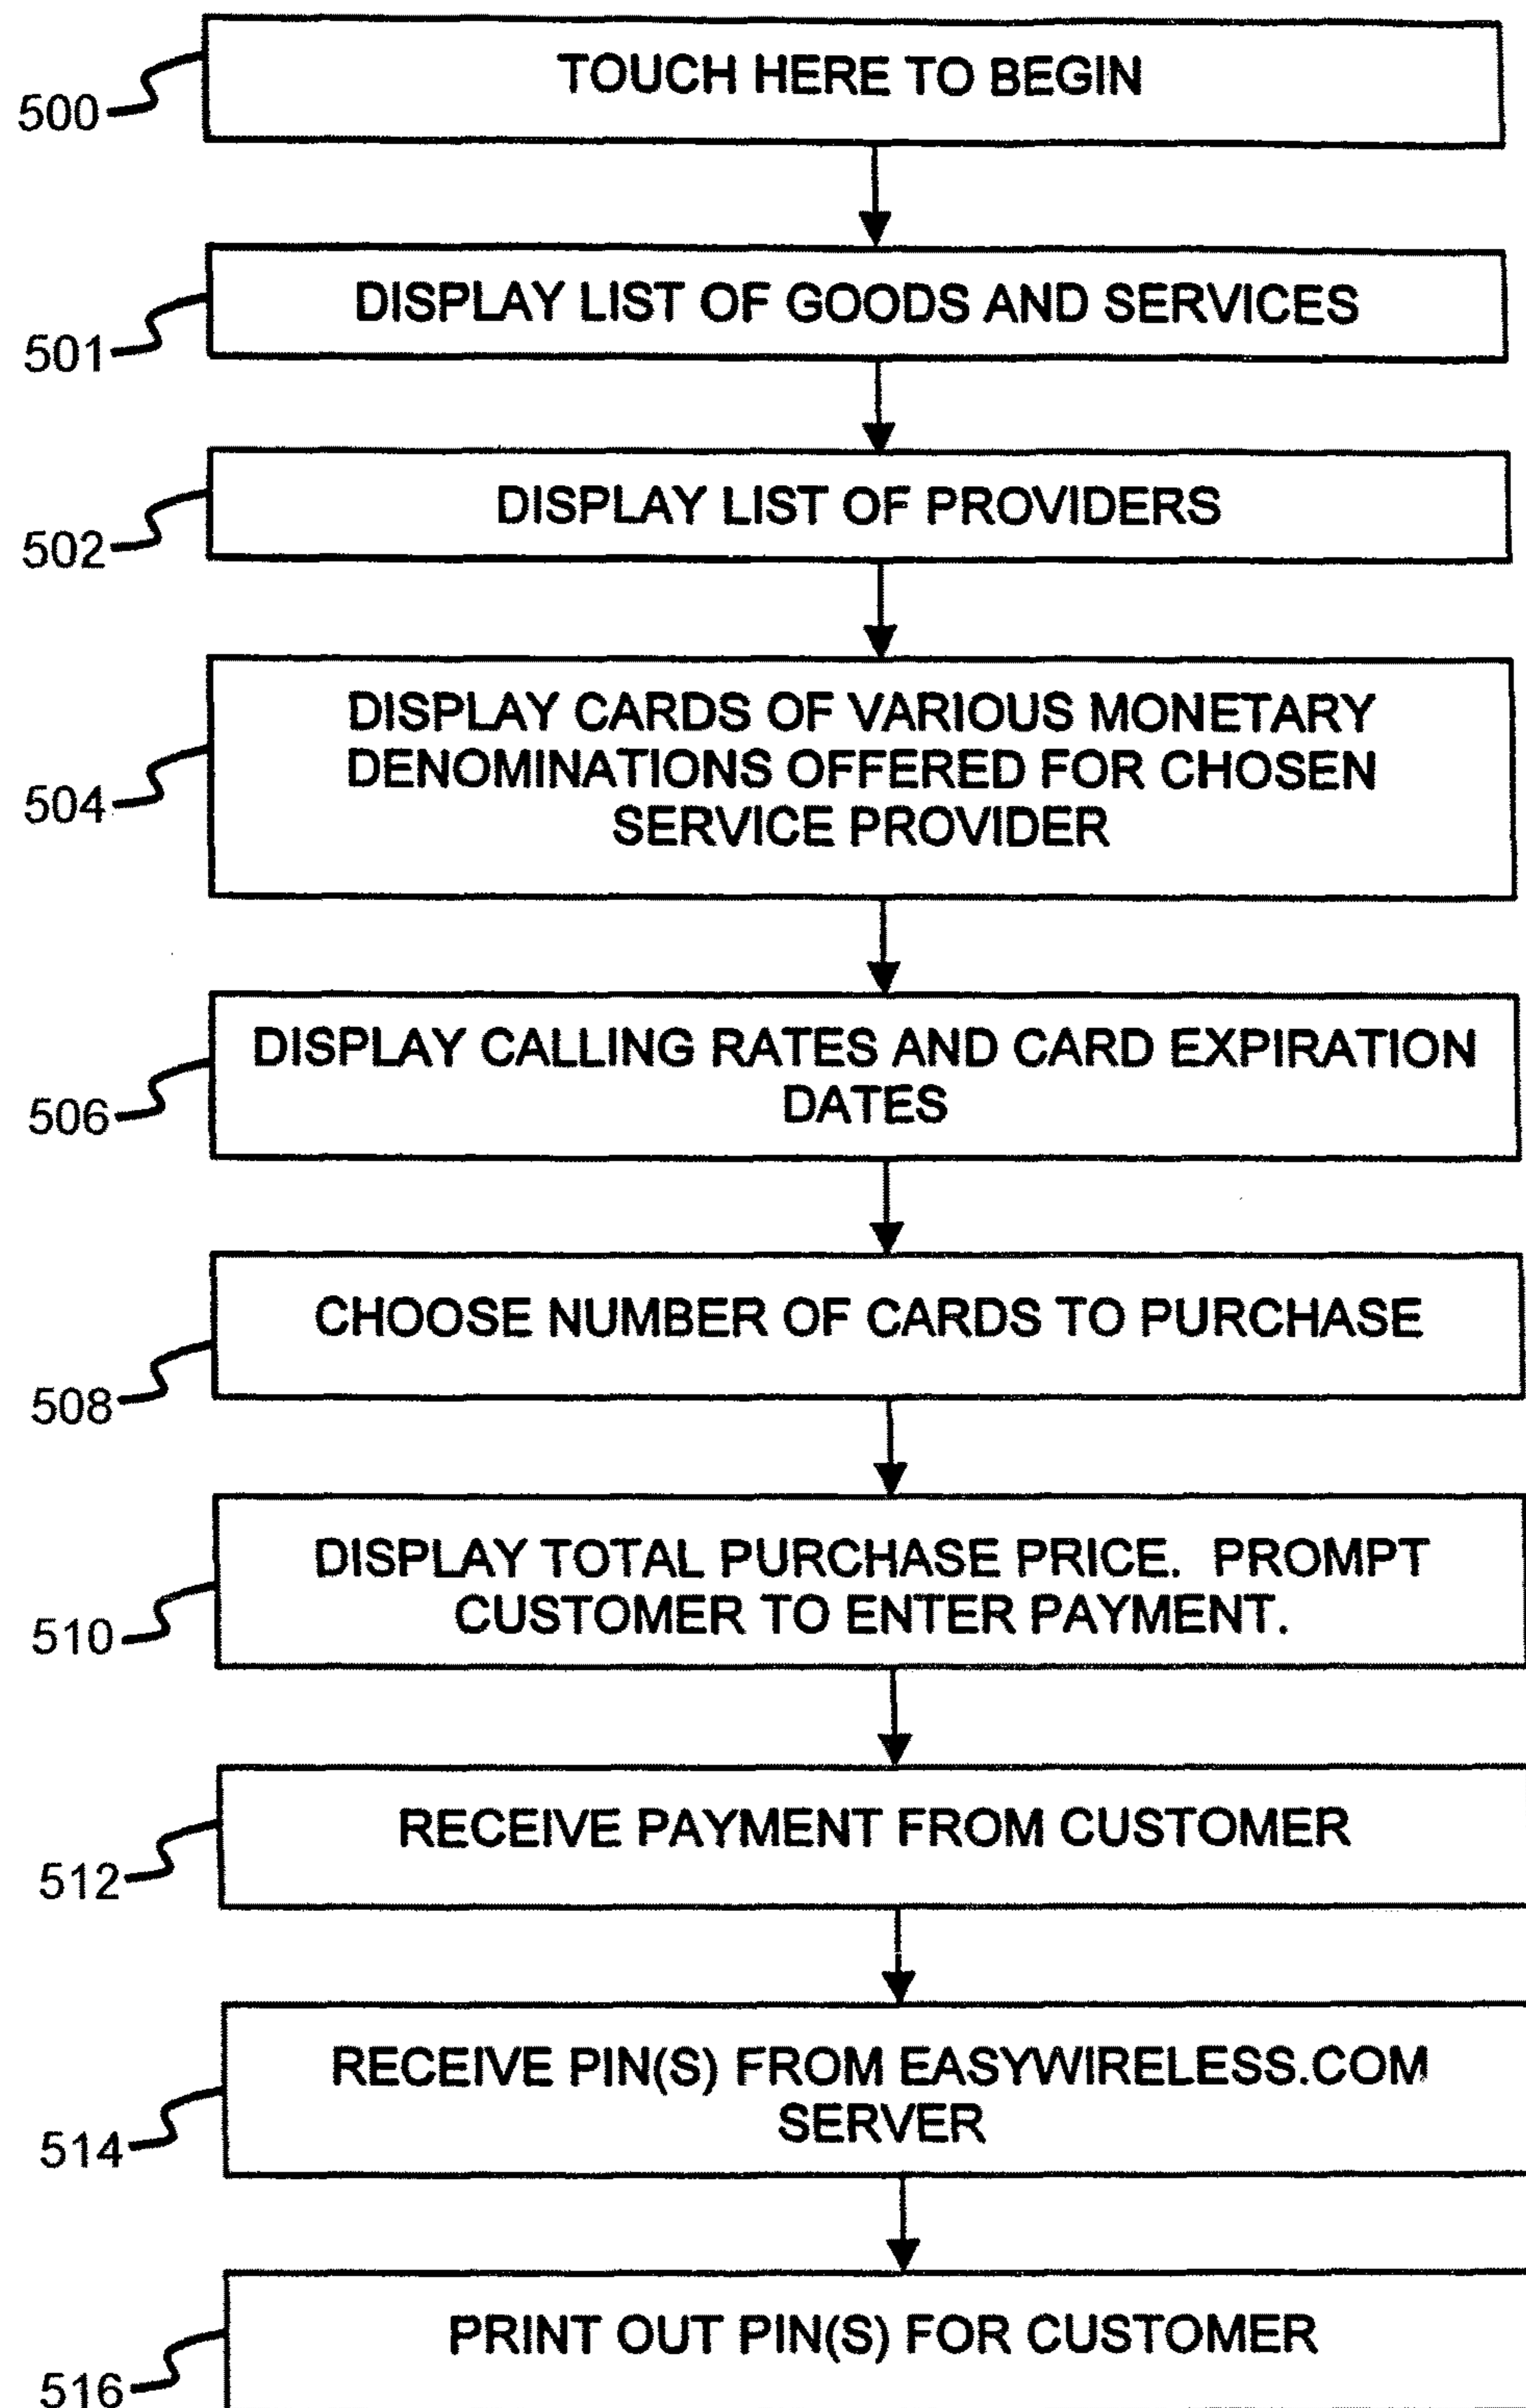 TOUCH HERE TO BEGIN
500
DISPLAY LIST OF GOODS AND SERVICES
501
DISPLAY LIST OF PROVIDERS
502
DISPLAY CARDS OF VARIOUS MONETARY
DENOMINATIONS OFFERED FOR CHOSEN
SERVICE PROVIDER
504
DISPLAY CALLING RATES AND CARD EXPIRATION
DATES
506
CHOOSE NUMBER OF CARDS TO PURCHASE
508
DISPLAY TOTAL PURCHASE PRICE. PROMPT
CUSTOMER TO ENTER PAYMENT.
510
RECEIVE PAYMENT FROM CUSTOMER
512
RECEIVE PIN(S) FROM EASYWIRELESS.COM
SERVER
514
PRINT OUT PIN(S) FOR CUSTOMER
516